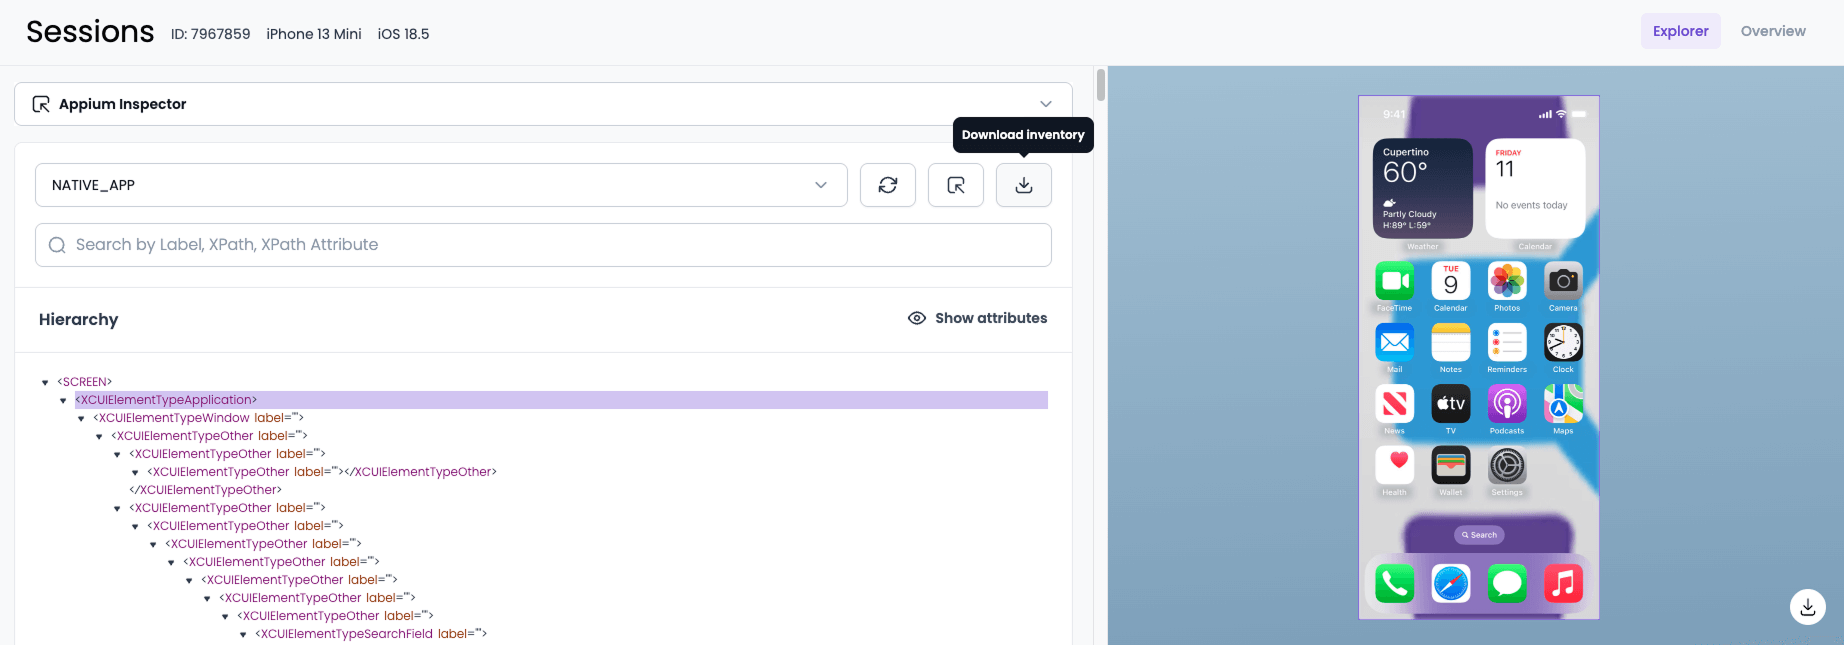 Sessions ID: 7967859 iPhone 13 Mini iOS 18.5
Explorer Overview
Appium Inspector
Download inventory
NATIVE_APP
Search by Label, XPath, XPath Attribute
Hierarchy
Show attributes
<SCREEN>
<XCUIElementTypeApplication>
<XCUIElementTypeWindow label="">
<XCUIElementTypeOther label="">
<XCUIElementTypeOther label="">
<XCUIElementTypeOther label=""></XCUIElementTypeOther>
</XCUIElementTypeOther>
<XCUIElementTypeOther label="">
<XCUIElementTypeOther label="">
<XCUIElementTypeOther label="">
<XCUIElementTypeOther label="">
<XCUIElementTypeOther label="">
<XCUIElementTypeOther label="">
<XCUIElementTypeOther label="">
<XCUIElementTypeSearchField label="">
9:41
Cupertino
60°
Partly Cloudy
H:89° L:59°
Weather
FRIDAY
11
No events today
Calendar
TUE
9
FaceTime Calendar Photos Camera
Mail Notes Reminders Clock
tv
News TV Podcasts Maps
Health Wallet Settings
Search